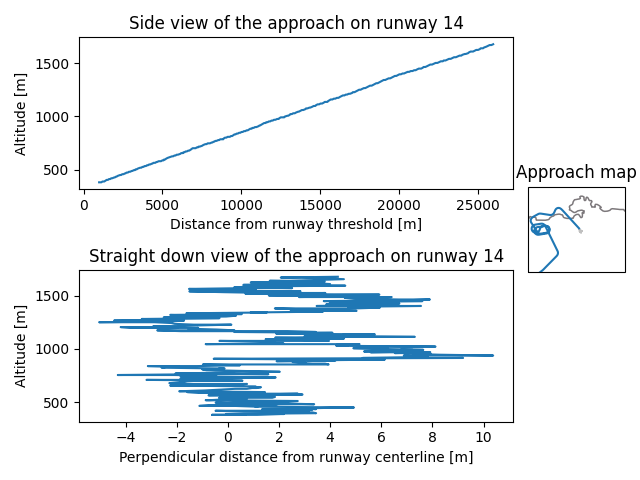 Side view of the approach on runway 14
Altitude [m]
1500
1000
500
0
5000
10000
15000
20000
25000
Distance from runway threshold [m]
Approach map
Straight down view of the approach on runway 14
Altitude [m]
1500
1000
500
−4
−2
0
2
4
6
8
10
Perpendicular distance from runway centerline [m]